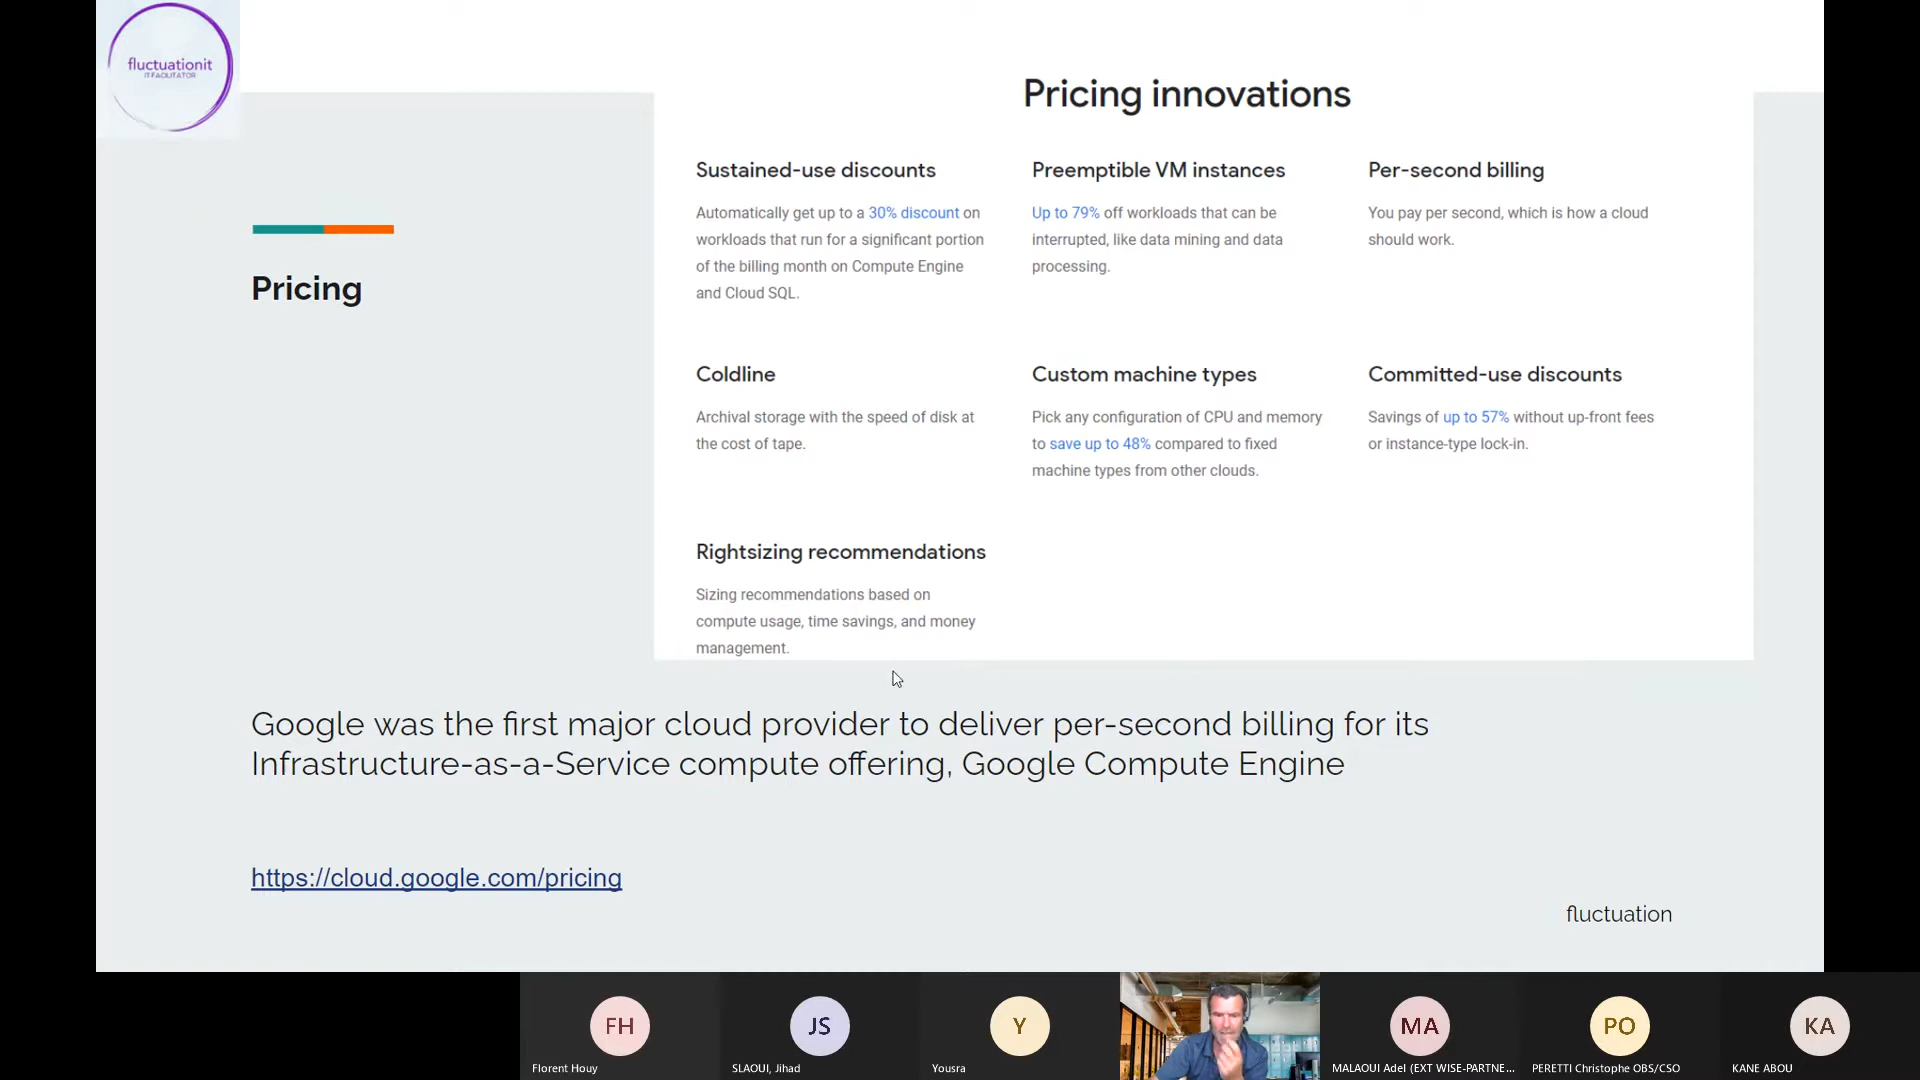 fluctuationit
IT FACILITATOR
Pricing innovations
Pricing
Sustained-use discounts
Automatically get up to a 30% discount on
workloads that run for a significant portion
of the billing month on Compute Engine
and Cloud SQL.
Preemptible VM instances
Up to 79% off workloads that can be
interrupted, like data mining and data
processing.
Per-second billing
You pay per second, which is how a cloud
should work.
Coldline
Archival storage with the speed of disk at
the cost of tape.
Custom machine types
Pick any configuration of CPU and memory
to save up to 48% compared to fixed
machine types from other clouds.
Committed-use discounts
Savings of up to 57% without up-front fees
or instance-type lock-in.
Rightsizing recommendations
Sizing recommendations based on
compute usage, time savings, and money
management.
Google was the first major cloud provider to deliver per-second billing for its
Infrastructure-as-a-Service compute offering, Google Compute Engine
https://cloud.google.com/pricing
fluctuation
FH
Florent Houy
JS
SLAOUI, Jihad
Y
Yousra
MA
MALAOUI Adel (EXT WISE-PARTNE...
PO
PERETTI Christophe OBS/CSO
KA
KANE ABOU